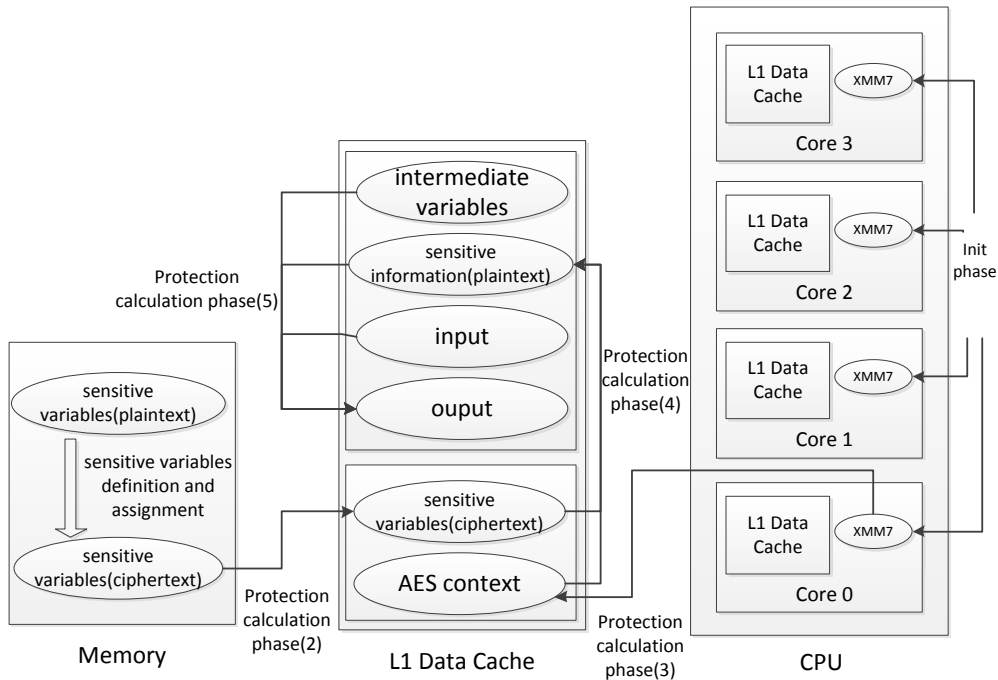 sensitive
variables(plaintext)
sensitive variables
definition and
assignment
sensitive
variables(ciphertext)
Memory
Protection
calculation
phase(2)
Protection
calculation phase(5)
intermediate
variables
sensitive
information(plaintext)
input
ouput
sensitive
variables(ciphertext)
AES context
L1 Data Cache
Protection
calculation
phase(4)
Protection
calculation
phase(3)
L1 Data
Cache
XMM7
Core 3
L1 Data
Cache
XMM7
Core 2
L1 Data
Cache
XMM7
Core 1
L1 Data
Cache
XMM7
Core 0
CPU
Init
phase